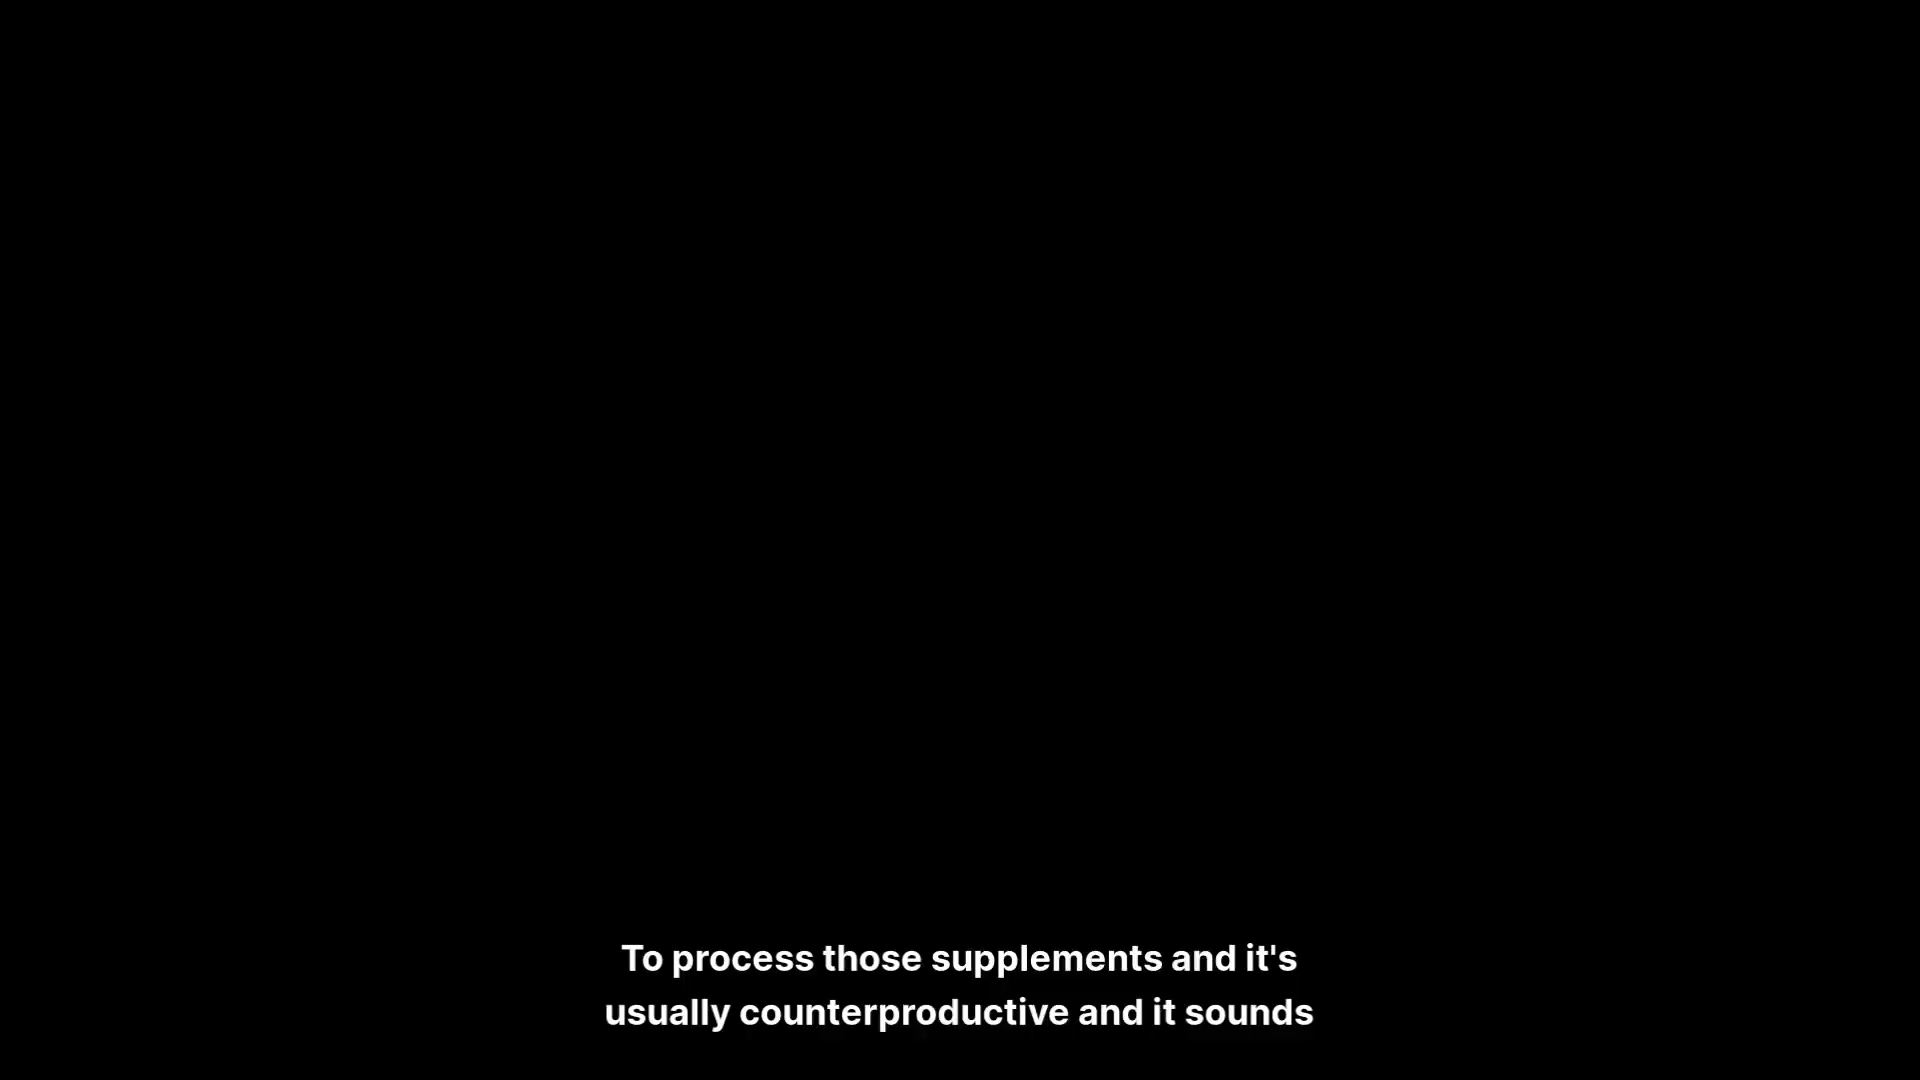 To process those supplements and it's
usually counterproductive and it sounds